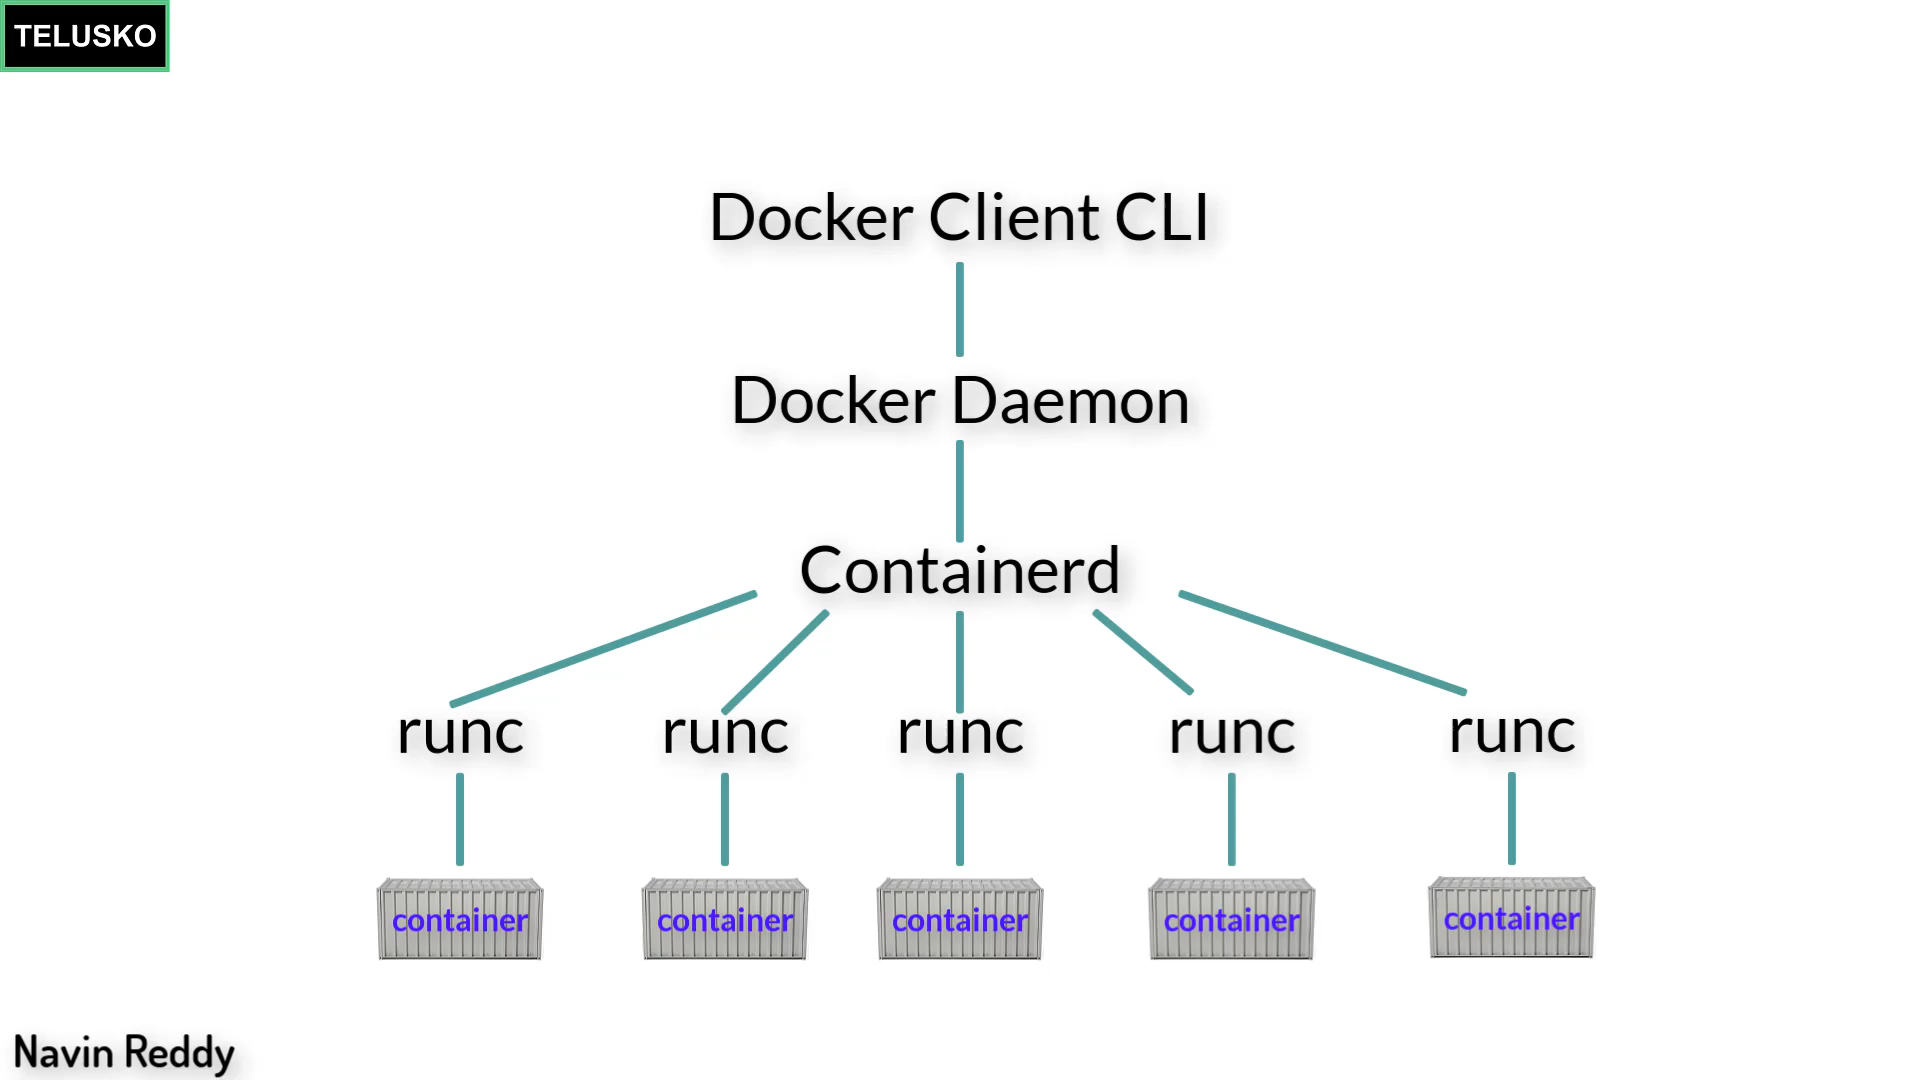 TELUSKO
Docker Client CLI
Docker Daemon
Containerd
runc runc runc runc runc
container container container container container
Navin Reddy